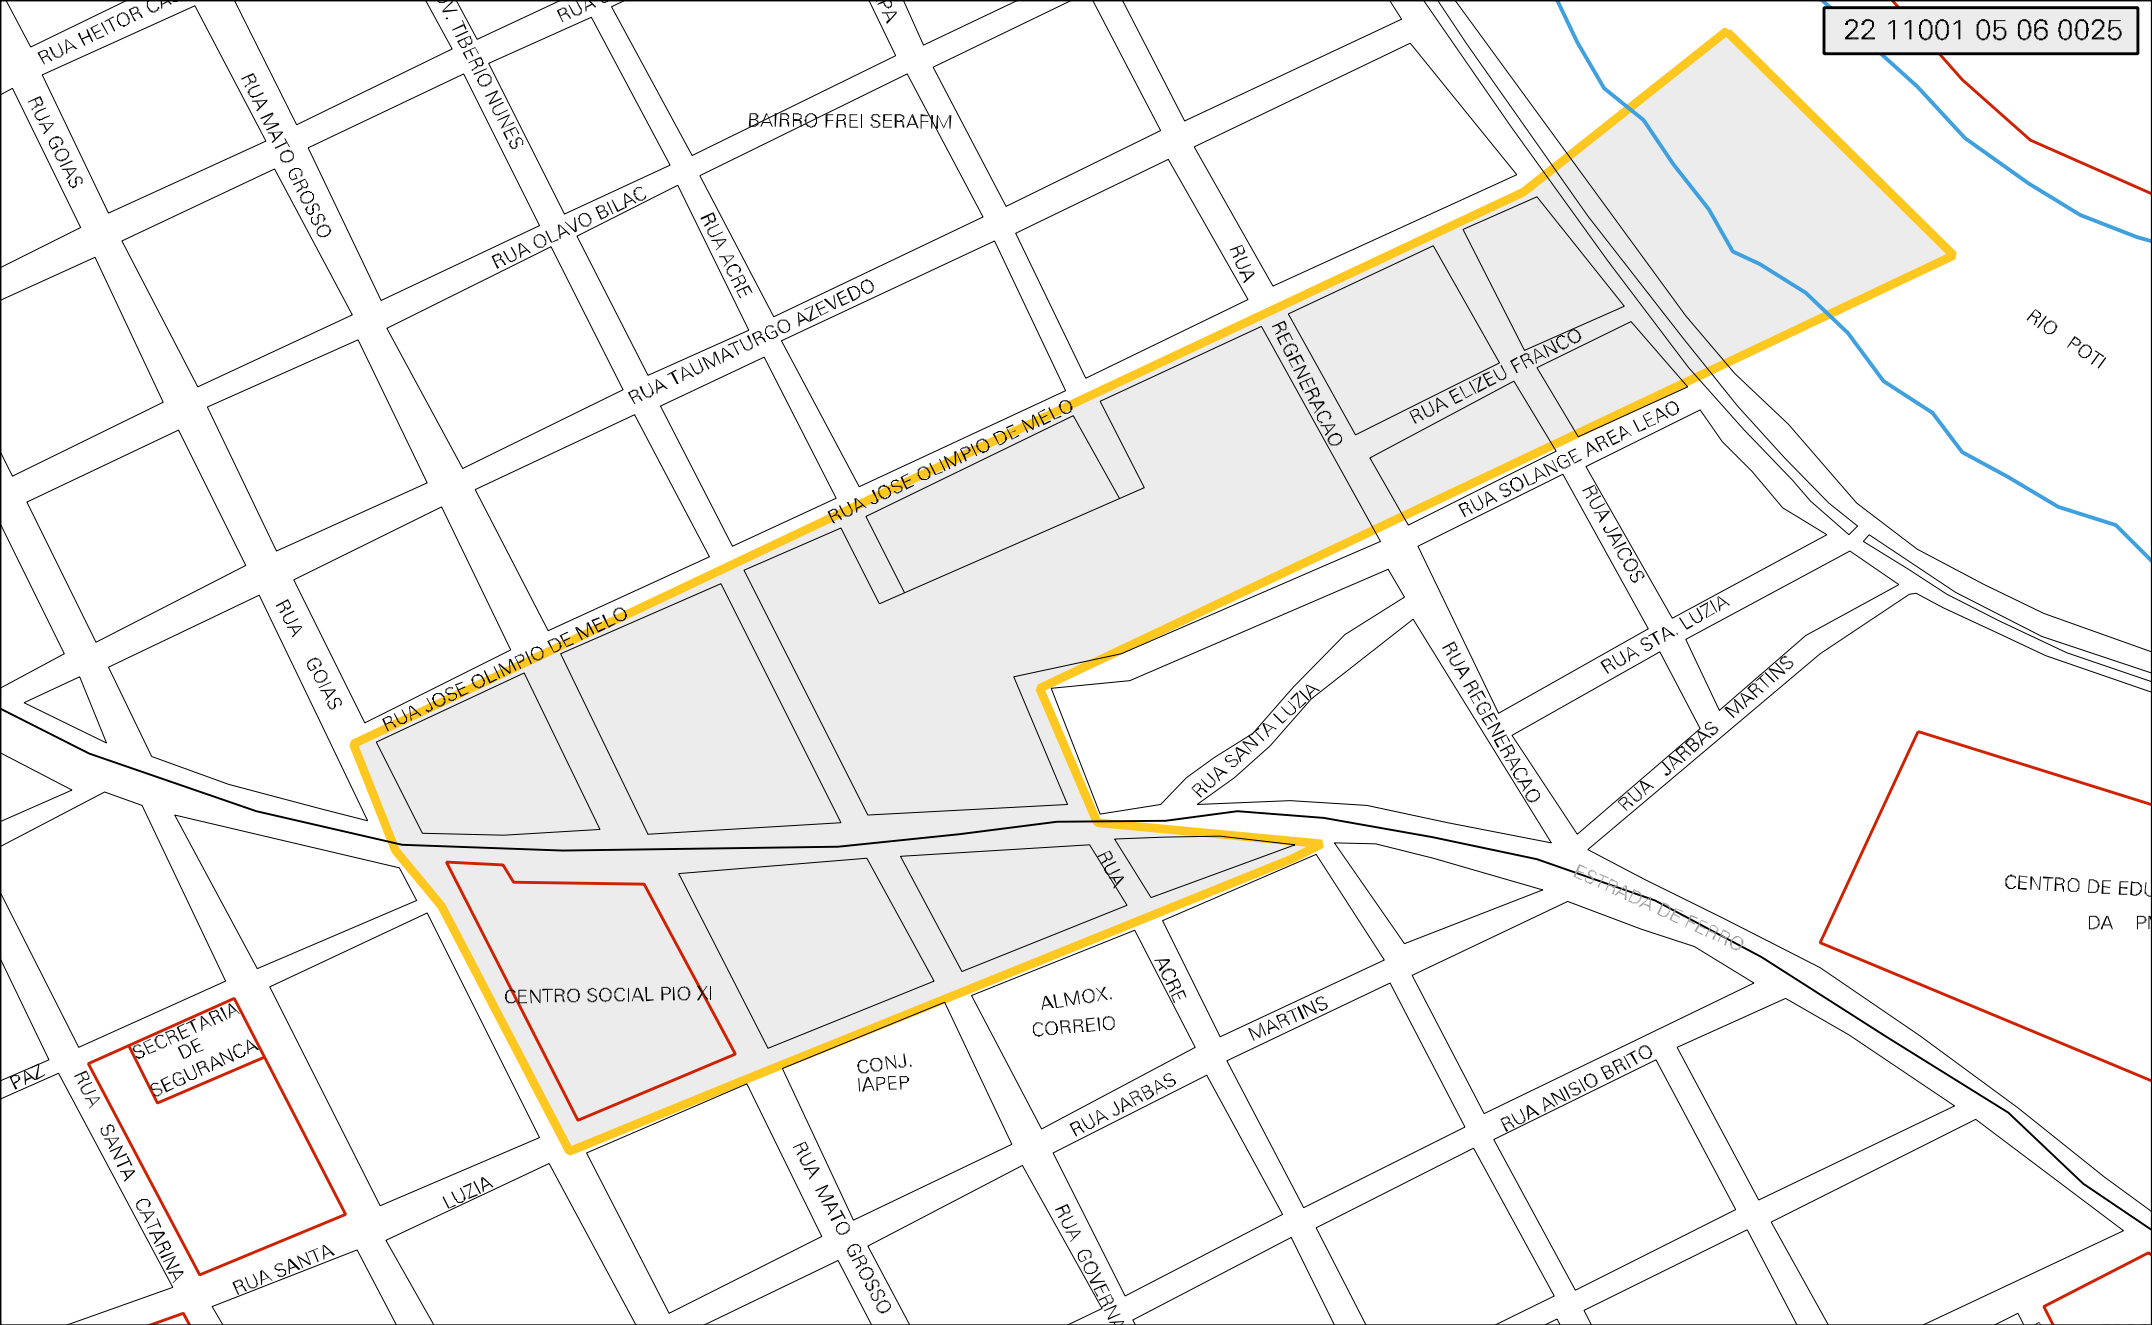 22 11001 05 06 0025
RUA HEITOR
RUA
TIBERIO NUNES
RUA GOIAS
RUA MATO GROSSO
BAIRRO FREI SERAFIM
RUA OLAVO BILAC
RUA ACRE
RUA TAUMATURGO AZEVEDO
RUA
REGENERACAO
RIO POTI
RUA ELIZEU FRANCO
RUA SOLANGE AREA LEAO
RUA JOSE OLIMPIO DE MELO
RUA JAICOS
RUA JOSE OLIMPIO DE MELO
RUA GOIAS
RUA STA. LUZIA
RUA REGENERACAO
RUA SANTA LUZIA
RUA JARBAS MARTINS
RUA
ESTRADA DE FERRO
CENTRO DE EDU
DA
CENTRO SOCIAL PIO XI
ACRE
ALMOX.
CORREIO
MARTINS
SECRETARIA
DE
SEGURANCA
PAZ
CONJ.
IAPEP
RUA JARBAS
RUA ANISIO BRITO
RUA SANTA CATARINA
LUZIA
RUA SANTA
RUA MATO GROSSO
RUA GOVERNA